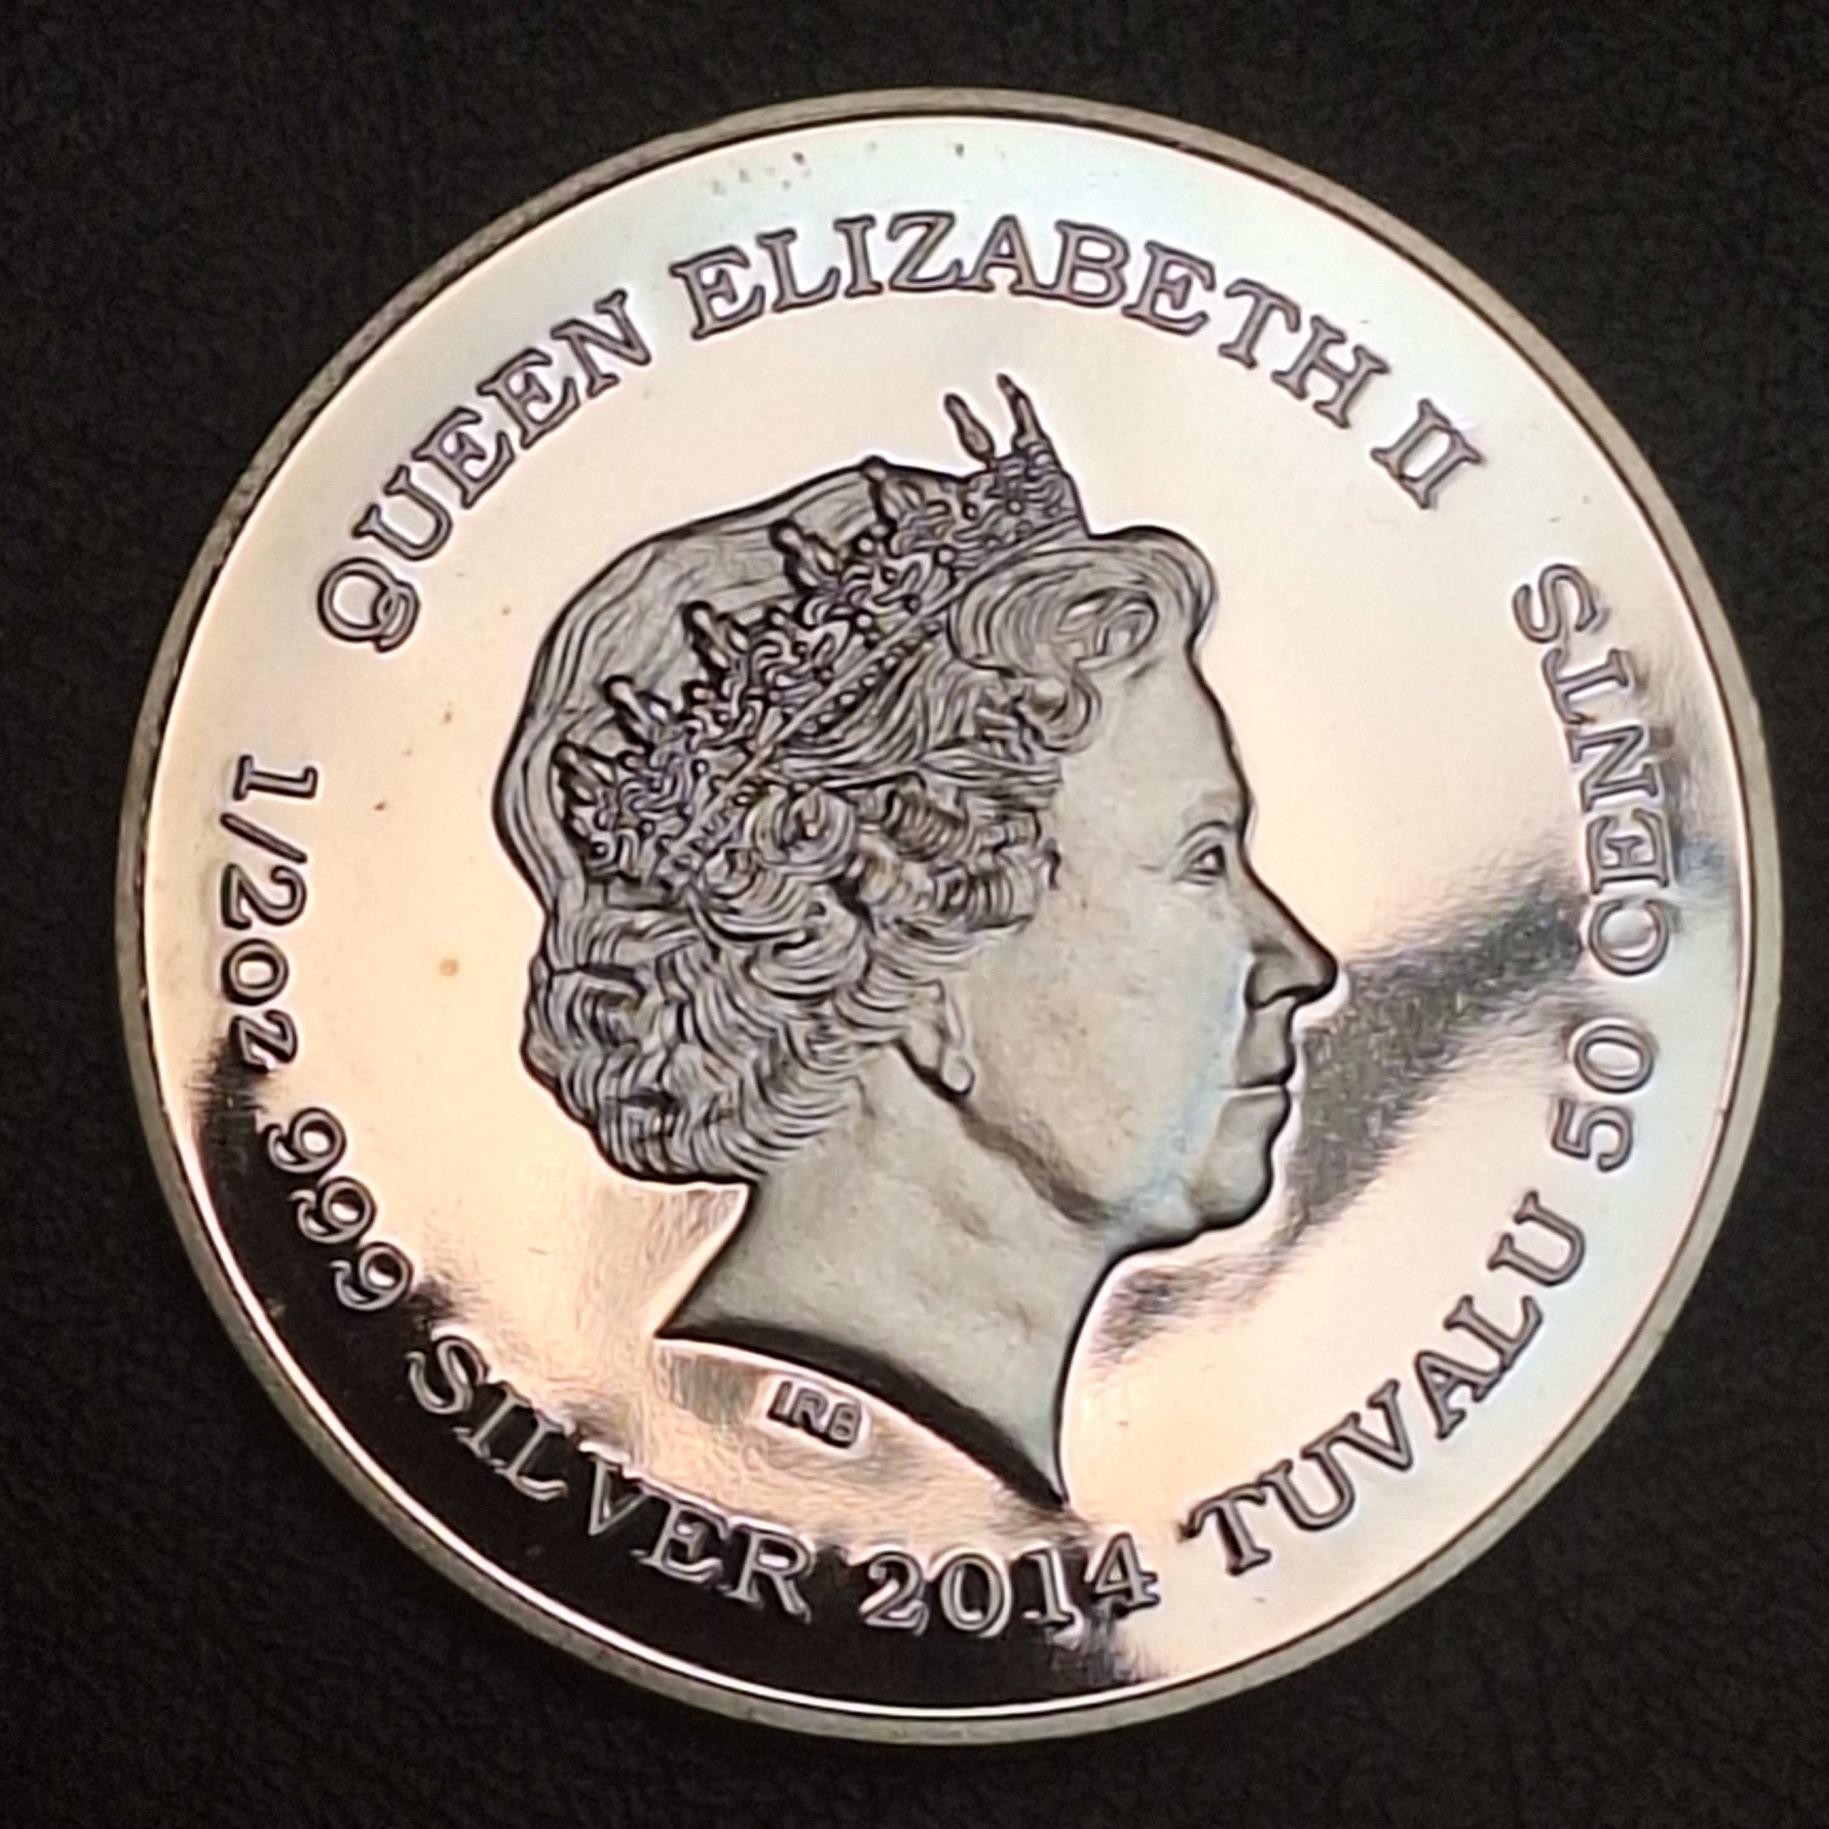 QUEEN ELIZABETH II
1/2oz 999 SILVER 2014 TUVALU 50 CENTS
IRB